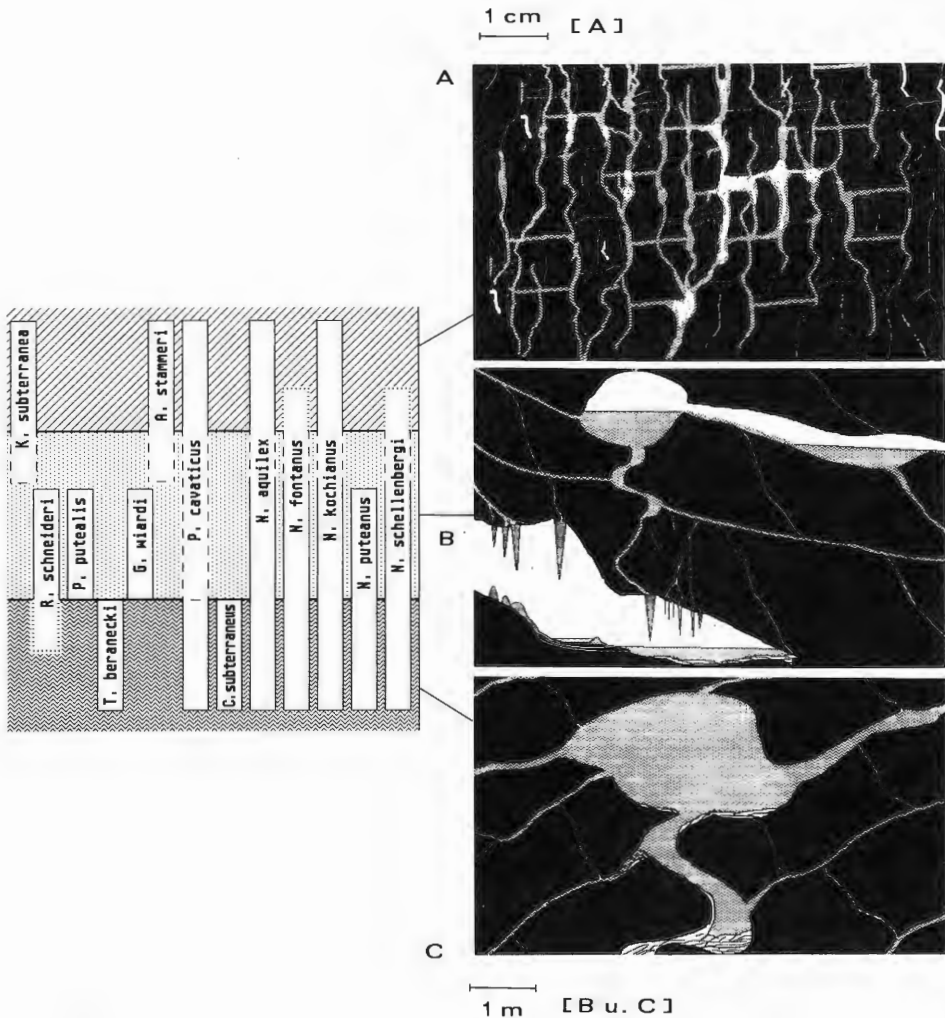 1 cm [A]
A
K. subterranea
R. schneideri
P. putealis
T. beranecki
G. wiardi
A. stammeri
P. cavaticus
C. subterraneus
N. aquilex
N. fontanus
N. kochianus
N. puteanus
N. schellenbergi
B
C
1 m [B u. C]